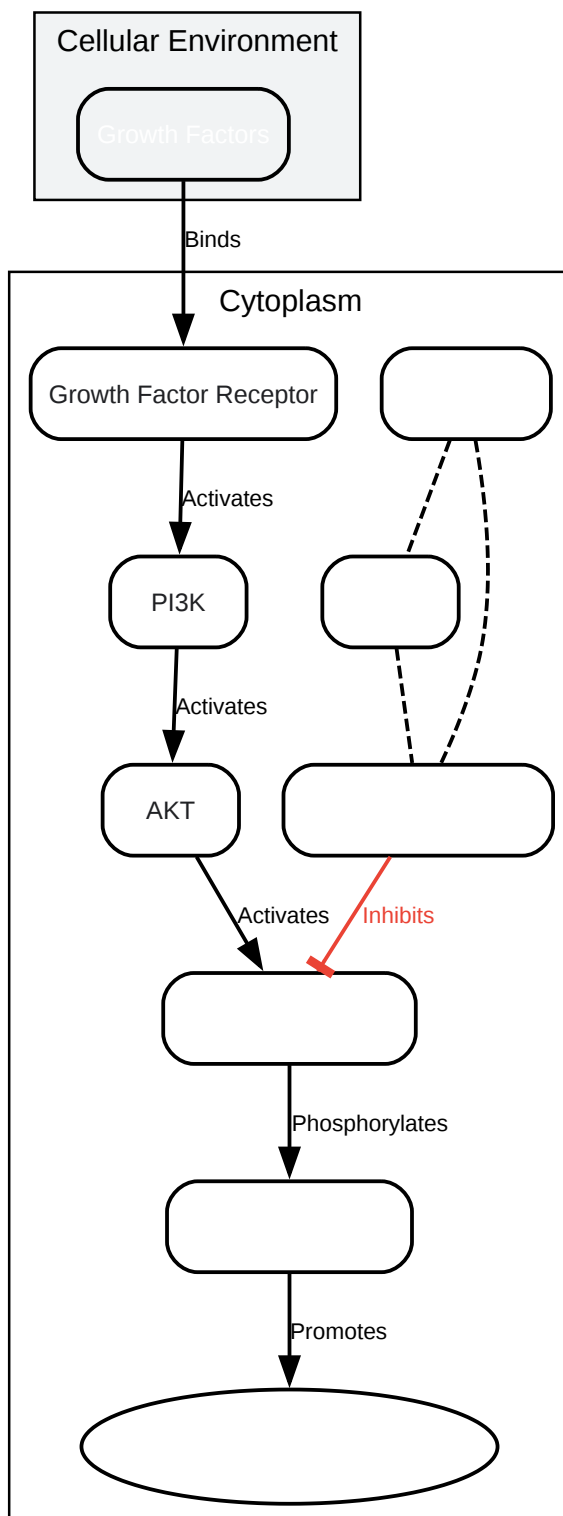 Cellular Environment
Growth Factors
Binds
Cytoplasm
Growth Factor Receptor
Activates
PI3K
Activates
AKT
Activates
Inhibits
Phosphorylates
Promotes